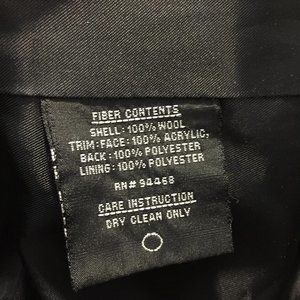 FIBER CONTENTS
SHELL: 100% WOOL
TRIM: FACE: 100% ACRYLIC,
BACK: 100% POLYESTER
LINING: 100% POLYESTER
RN# 94468
CARE INSTRUCTION
DRY CLEAN ONLY